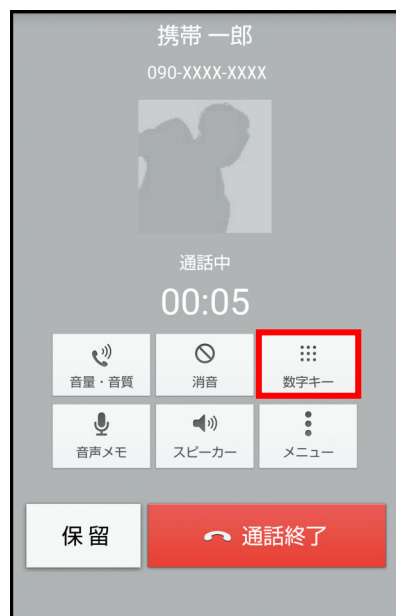 携帯 一郎
090-XXXX-XXXX
通話中
00:05
音量・音質 消音 数字キー
音声メモ スピーカー メニュー
保留 通話終了